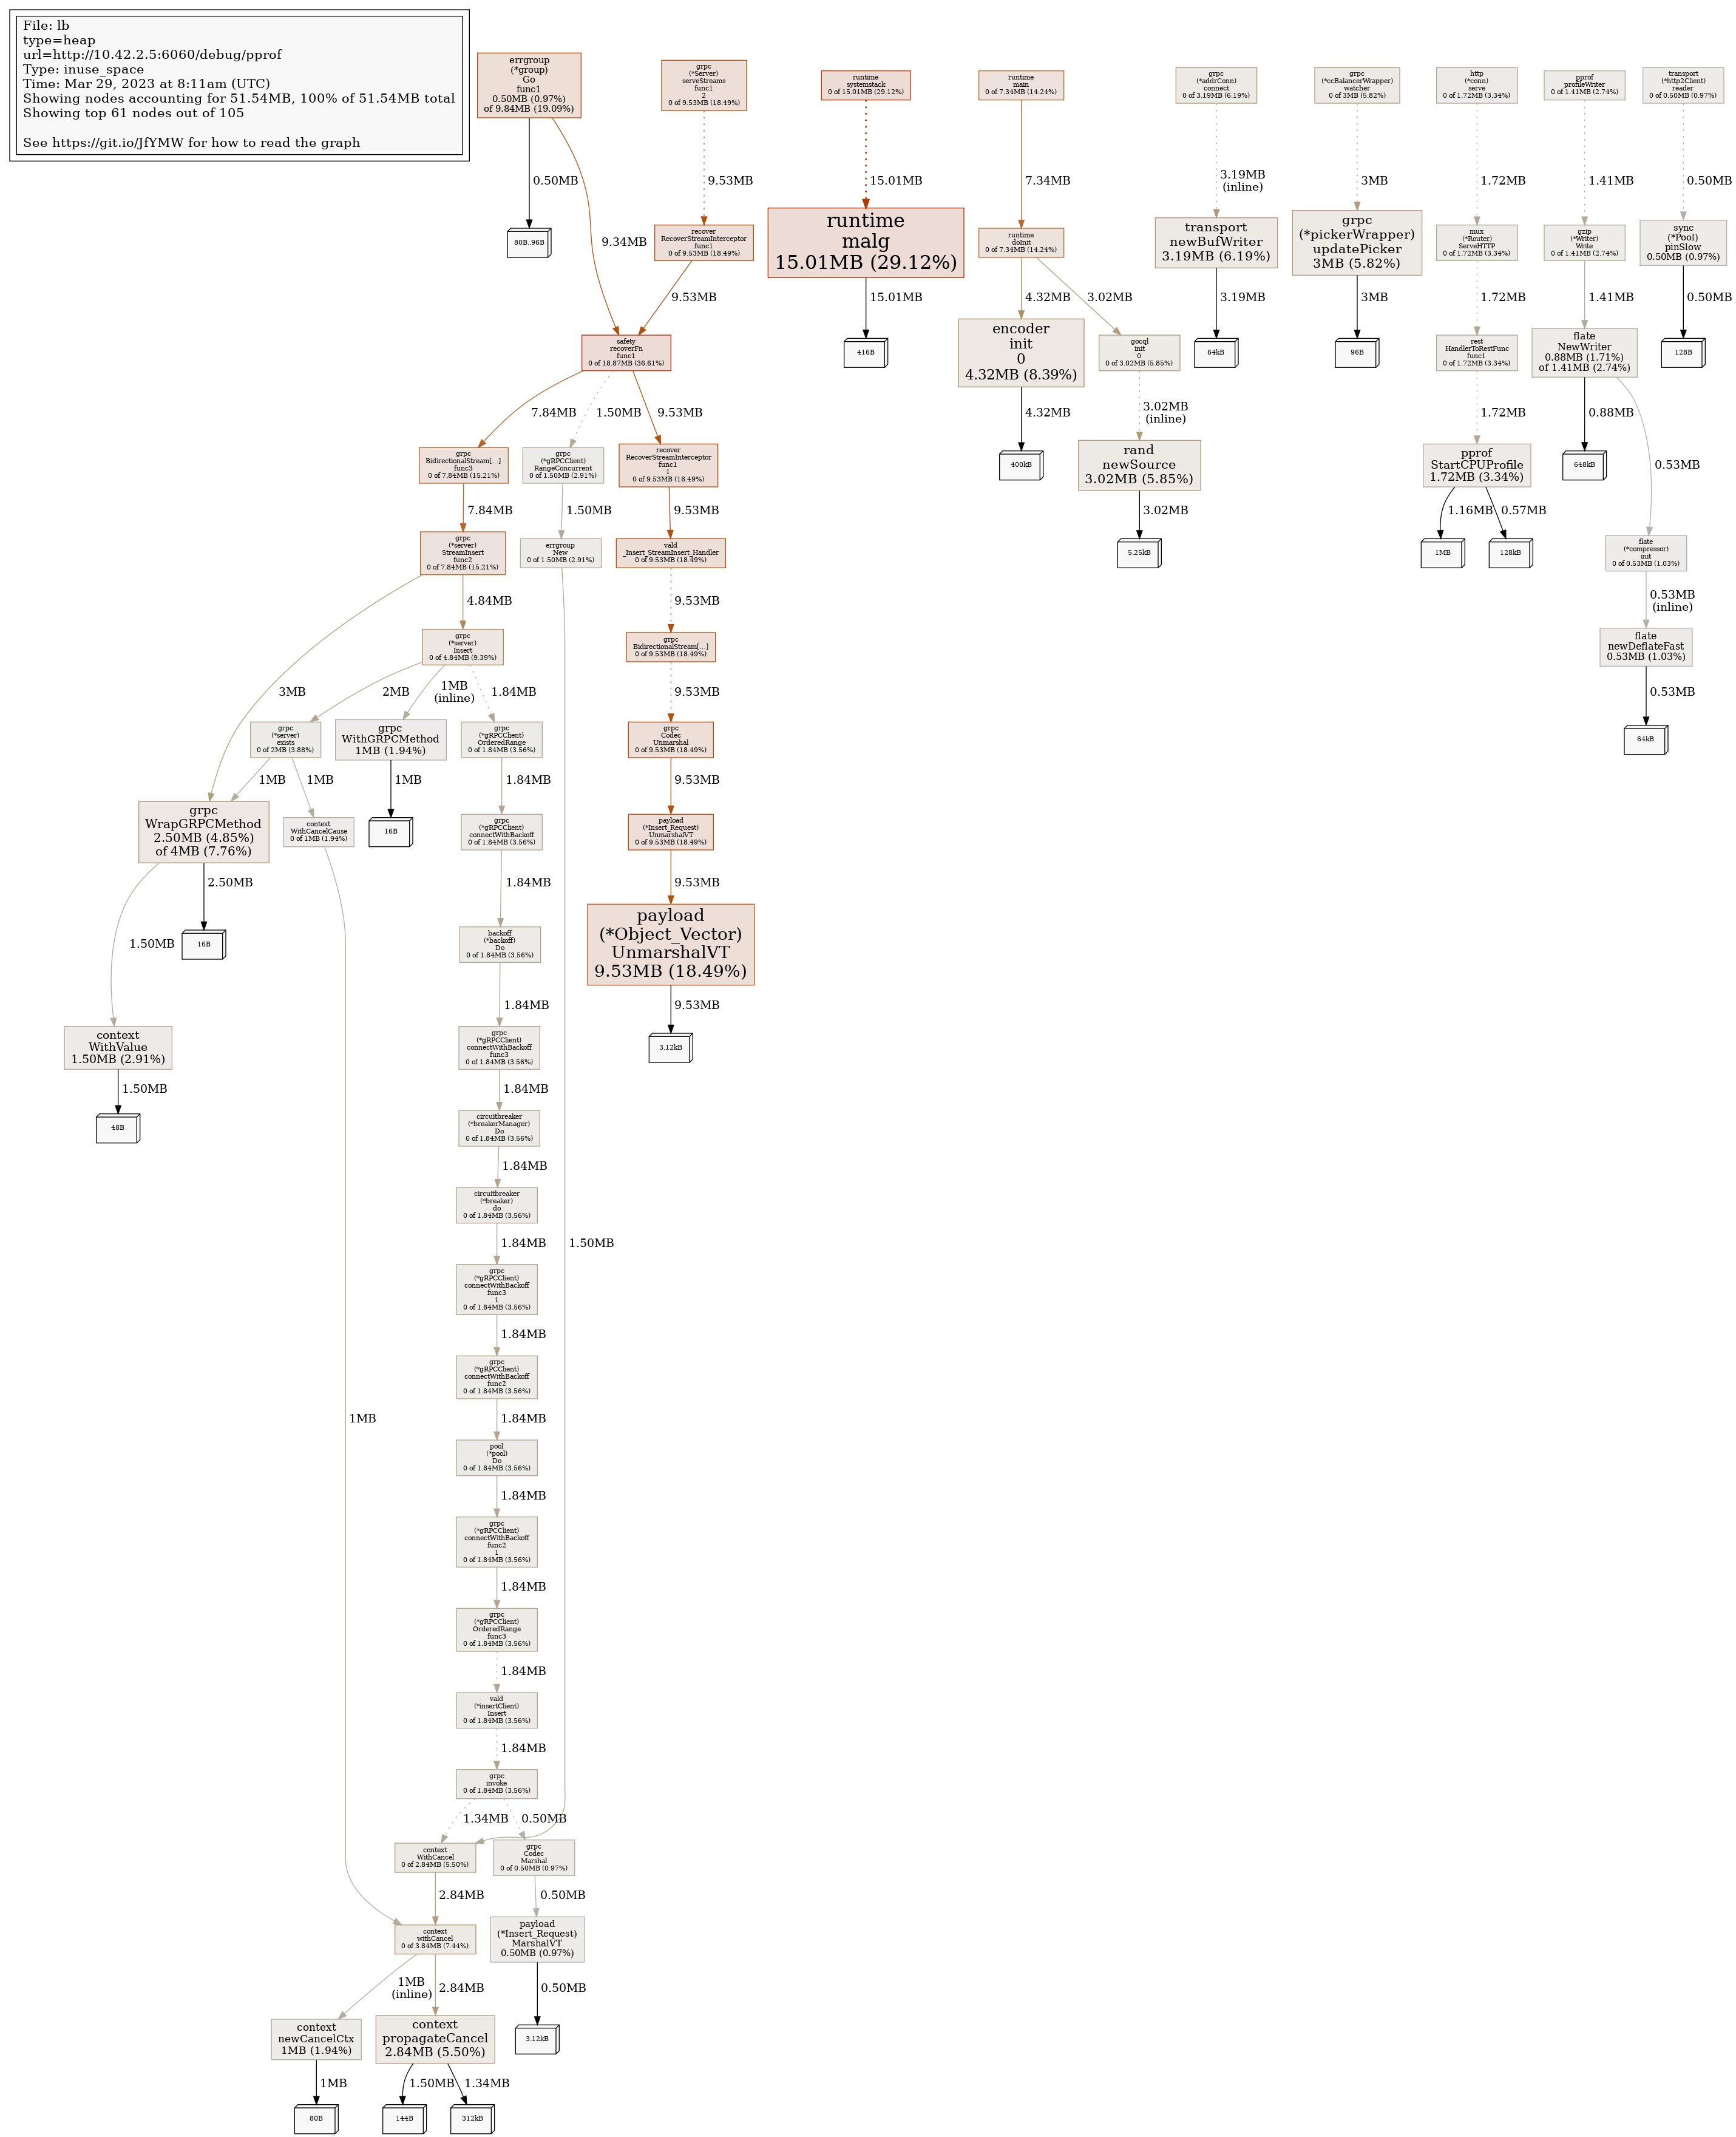 File: lb
type=heap
url=http://10.42.2.5:6060/debug/pprof
Type: inuse_space
Time: Mar 29, 2023 at 8:11am (UTC)
Showing nodes accounting for 51.54MB, 100% of 51.54MB total
Showing top 61 nodes out of 105
See https://git.io/JfYMW for how to read the graph
errgroup
(*group)
Go
func1
0.50MB (0.97%)
of 9.84MB (19.09%)
grpc
(*Server)
serveStreams
func1
2
0 of 9.53MB (18.49%)
runtime
systemstack
0 of 15.01MB (29.12%)
runtime
main
0 of 7.34MB (14.24%)
grpc
(*addrConn)
connect
0 of 3.19MB (6.19%)
grpc
(*ccBalancerWrapper)
watcher
0 of 3MB (5.82%)
http
(*conn)
serve
0 of 1.72MB (3.34%)
pprof
profileWriter
0 of 1.41MB (2.74%)
transport
(*http2Client)
reader
0 of 0.50MB (0.97%)
0.50MB
9.53MB
15.01MB
7.34MB
3.19MB
(inline)
3MB
1.72MB
1.41MB
0.50MB
80B..96B
9.34MB
recover
RecoverStreamInterceptor
func1
0 of 9.53MB (18.49%)
runtime
malg
15.01MB (29.12%)
runtime
doInit
0 of 7.34MB (14.24%)
transport
newBufWriter
3.19MB (6.19%)
grpc
(*pickerWrapper)
updatePicker
3MB (5.82%)
mux
(*Router)
ServeHTTP
0 of 1.72MB (3.34%)
gzip
(*Writer)
Write
0 of 1.41MB (2.74%)
sync
(*Pool)
pinSlow
0.50MB (0.97%)
9.53MB
15.01MB
4.32MB
3.02MB
3.19MB
3MB
1.72MB
1.41MB
0.50MB
safety
recoverFn
func1
0 of 18.87MB (36.61%)
416B
encoder
init
0
4.32MB (8.39%)
gocql
init
0
0 of 3.02MB (5.85%)
64kB
96B
rest
HandlerToRestFunc
func1
0 of 1.72MB (3.34%)
flate
NewWriter
0.88MB (1.71%)
of 1.41MB (2.74%)
128B
7.84MB
1.50MB
9.53MB
4.32MB
3.02MB
(inline)
1.72MB
0.88MB
0.53MB
grpc
BidirectionalStream[...]
func3
0 of 7.84MB (15.21%)
grpc
(*gRPCClient)
RangeConcurrent
0 of 1.50MB (2.91%)
recover
RecoverStreamInterceptor
func1
1
0 of 9.53MB (18.49%)
400kB
rand
newSource
3.02MB (5.85%)
pprof
StartCPUProfile
1.72MB (3.34%)
648kB
7.84MB
1.50MB
9.53MB
3.02MB
1.16MB
0.57MB
grpc
(*server)
StreamInsert
func2
0 of 7.84MB (15.21%)
errgroup
New
0 of 1.50MB (2.91%)
vald
_Insert_StreamInsert_Handler
0 of 9.53MB (18.49%)
5.25kB
1MB
128kB
flate
(*compressor)
init
0 of 0.53MB (1.03%)
4.84MB
9.53MB
0.53MB
(inline)
grpc
(*server)
Insert
0 of 4.84MB (9.39%)
grpc
BidirectionalStream[...]
0 of 9.53MB (18.49%)
flate
newDeflateFast
0.53MB (1.03%)
3MB
2MB
1MB
(inline)
1.84MB
9.53MB
0.53MB
grpc
(*server)
exists
0 of 2MB (3.88%)
grpc
WithGRPCMethod
1MB (1.94%)
grpc
(*gRPCClient)
OrderedRange
0 of 1.84MB (3.56%)
grpc
Codec
Unmarshal
0 of 9.53MB (18.49%)
64kB
1MB
1MB
1MB
1.84MB
9.53MB
grpc
WrapGRPCMethod
2.50MB (4.85%)
of 4MB (7.76%)
context
WithCancelCause
0 of 1MB (1.94%)
16B
grpc
(*gRPCClient)
connectWithBackoff
0 of 1.84MB (3.56%)
payload
(*Insert_Request)
UnmarshalVT
0 of 9.53MB (18.49%)
2.50MB
1.84MB
9.53MB
1.50MB
16B
backoff
(*backoff)
Do
0 of 1.84MB (3.56%)
payload
(*Object_Vector)
UnmarshalVT
9.53MB (18.49%)
1.84MB
9.53MB
context
WithValue
1.50MB (2.91%)
grpc
(*gRPCClient)
connectWithBackoff
func3
0 of 1.84MB (3.56%)
3.12kB
1.50MB
1.84MB
48B
circuitbreaker
(*breakerManager)
Do
0 of 1.84MB (3.56%)
1.84MB
circuitbreaker
(*breaker)
do
0 of 1.84MB (3.56%)
1.84MB
1.50MB
grpc
(*gRPCClient)
connectWithBackoff
func3
1
0 of 1.84MB (3.56%)
1.84MB
grpc
(*gRPCClient)
connectWithBackoff
func2
0 of 1.84MB (3.56%)
1MB
1.84MB
pool
(*pool)
Do
0 of 1.84MB (3.56%)
1.84MB
grpc
(*gRPCClient)
connectWithBackoff
func2
1
0 of 1.84MB (3.56%)
1.84MB
grpc
(*gRPCClient)
OrderedRange
func3
0 of 1.84MB (3.56%)
1.84MB
vald
(*insertClient)
Insert
0 of 1.84MB (3.56%)
1.84MB
grpc
invoke
0 of 1.84MB (3.56%)
1.34MB
0.50MB
context
WithCancel
0 of 2.84MB (5.50%)
grpc
Codec
Marshal
0 of 0.50MB (0.97%)
2.84MB
0.50MB
context
withCancel
0 of 3.84MB (7.44%)
payload
(*Insert_Request)
MarshalVT
0.50MB (0.97%)
1MB
(inline)
2.84MB
0.50MB
context
newCancelCtx
1MB (1.94%)
context
propagateCancel
2.84MB (5.50%)
3.12kB
1MB
1.50MB
1.34MB
80B
144B
312kB